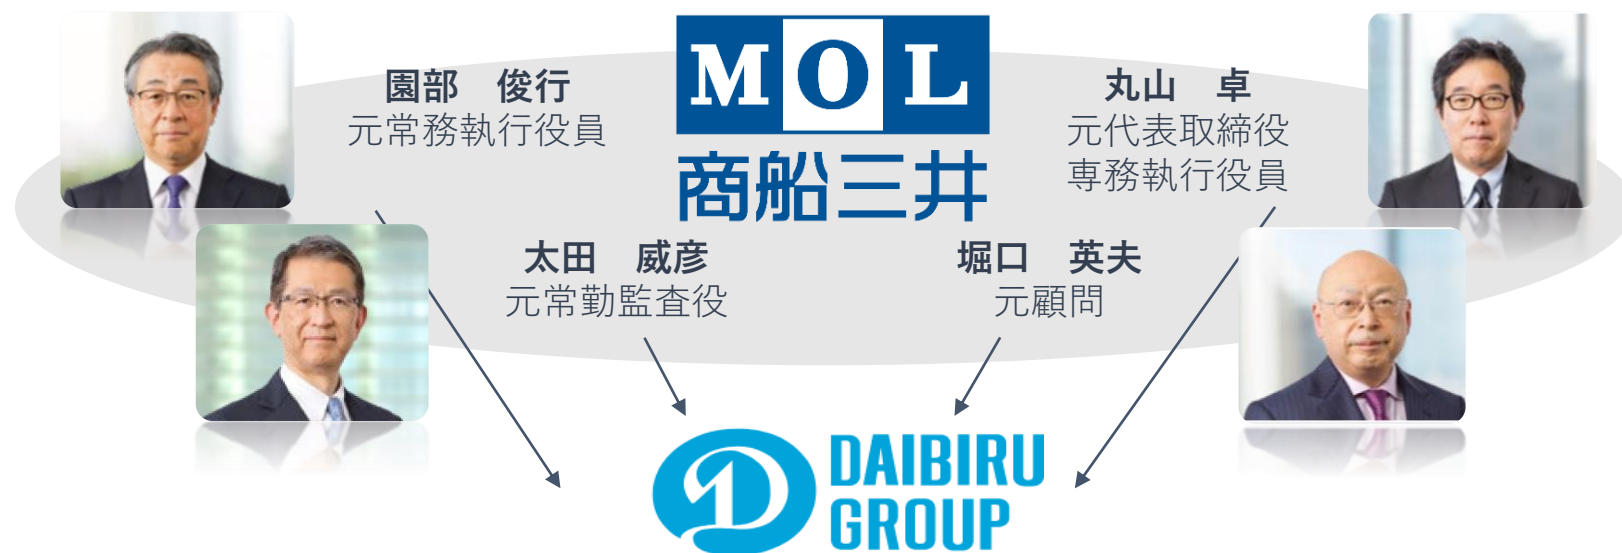 MOL
商船三井
園部　俊行
元常務執行役員
丸山　卓
元代表取締役
専務執行役員
太田　威彦
元常勤監査役
堀口　英夫
元顧問
DAIBIRU
GROUP